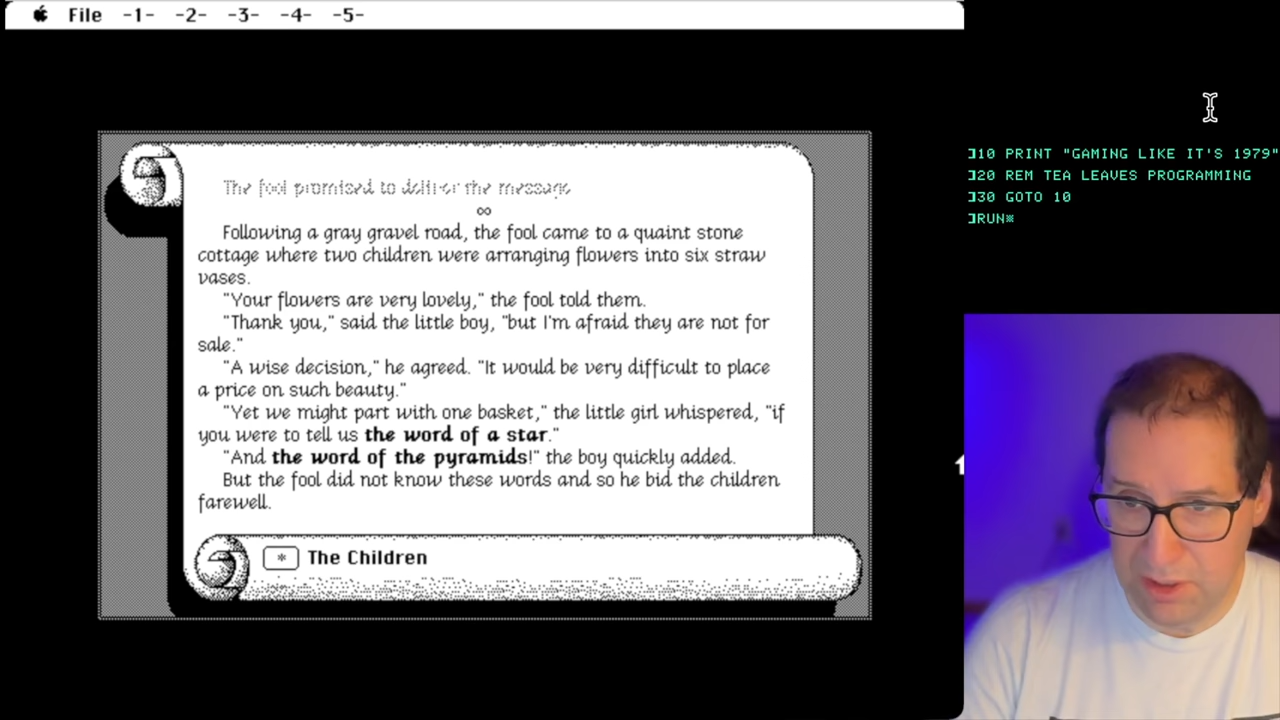 File -1- -2- -3- -4- -5-
The fool promised to deliver the message
∞
Following a gray gravel road, the fool came to a quaint stone
cottage where two children were arranging flowers into six straw
vases.
"Your flowers are very lovely," the fool told them.
"Thank you," said the little boy, "but I'm afraid they are not for
sale."
"A wise decision," he agreed. "It would be very difficult to place
a price on such beauty."
"Yet we might part with one basket," the little girl whispered, "if
you were to tell us the word of a star."
"And the word of the pyramids!" the boy quickly added.
But the fool did not know these words and so he bid the children
farewell.
* The Children
]10 PRINT "GAMING LIKE IT'S 1979"
]20 REM TEA LEAVES PROGRAMMING
]30 GOTO 10
]RUN※